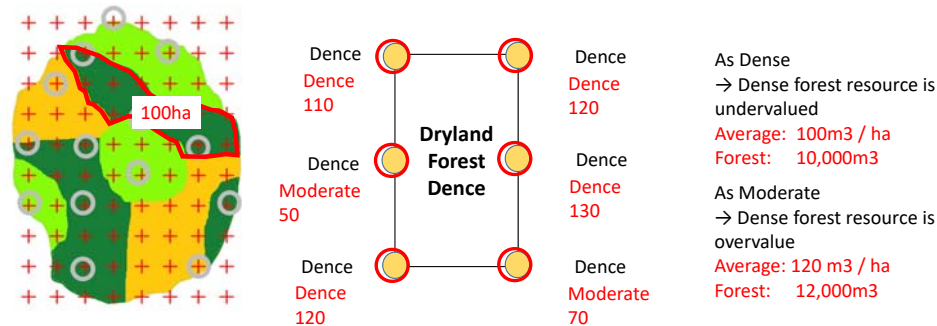 100ha
Dence
Dence
110
Dence
Dence
120
Dryland
Forest
Dence
Dence
Moderate
50
Dence
Dence
130
Dence
Dence
120
Dence
Moderate
70
As Dense
→ Dense forest resource is
undervalued
Average: 100m3 / ha
Forest: 10,000m3
As Moderate
→ Dense forest resource is
overvalue
Average: 120 m3 / ha
Forest: 12,000m3